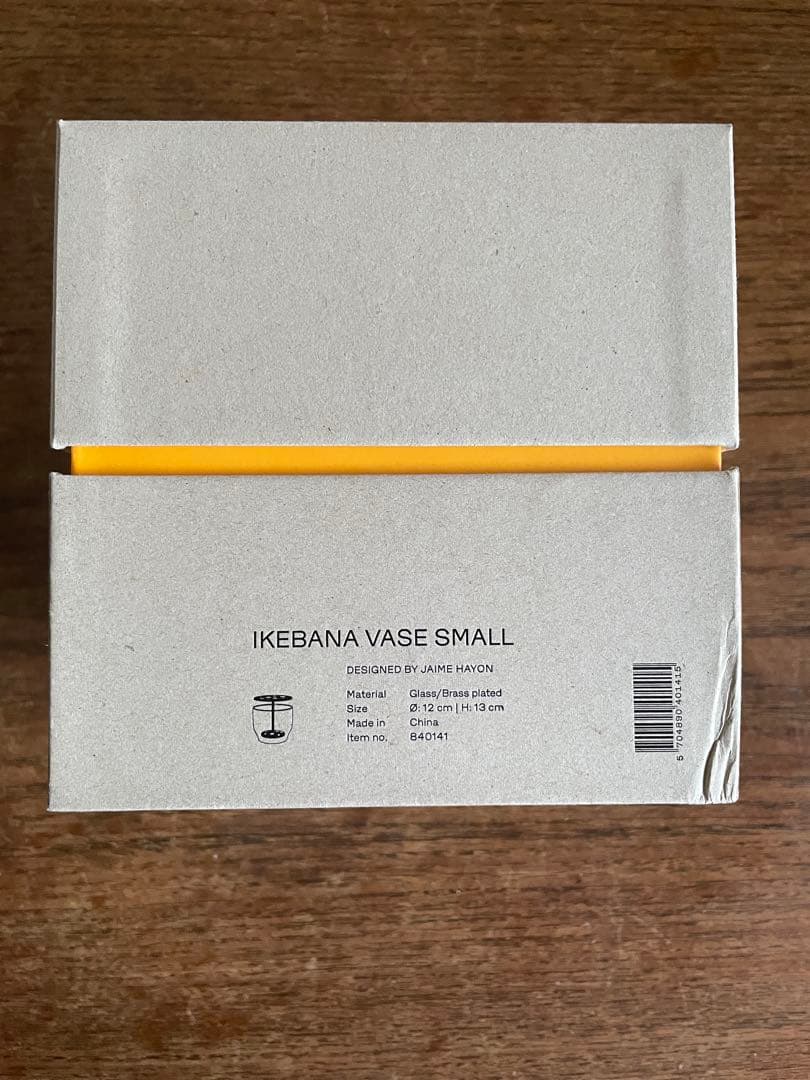 IKEBANA VASE SMALL
DESIGNED BY JAIME HAYON
Material Glass/Brass plated
Size Ø: 12 cm | H: 13 cm
Made in China
Item no. 840141
5 704890 401415